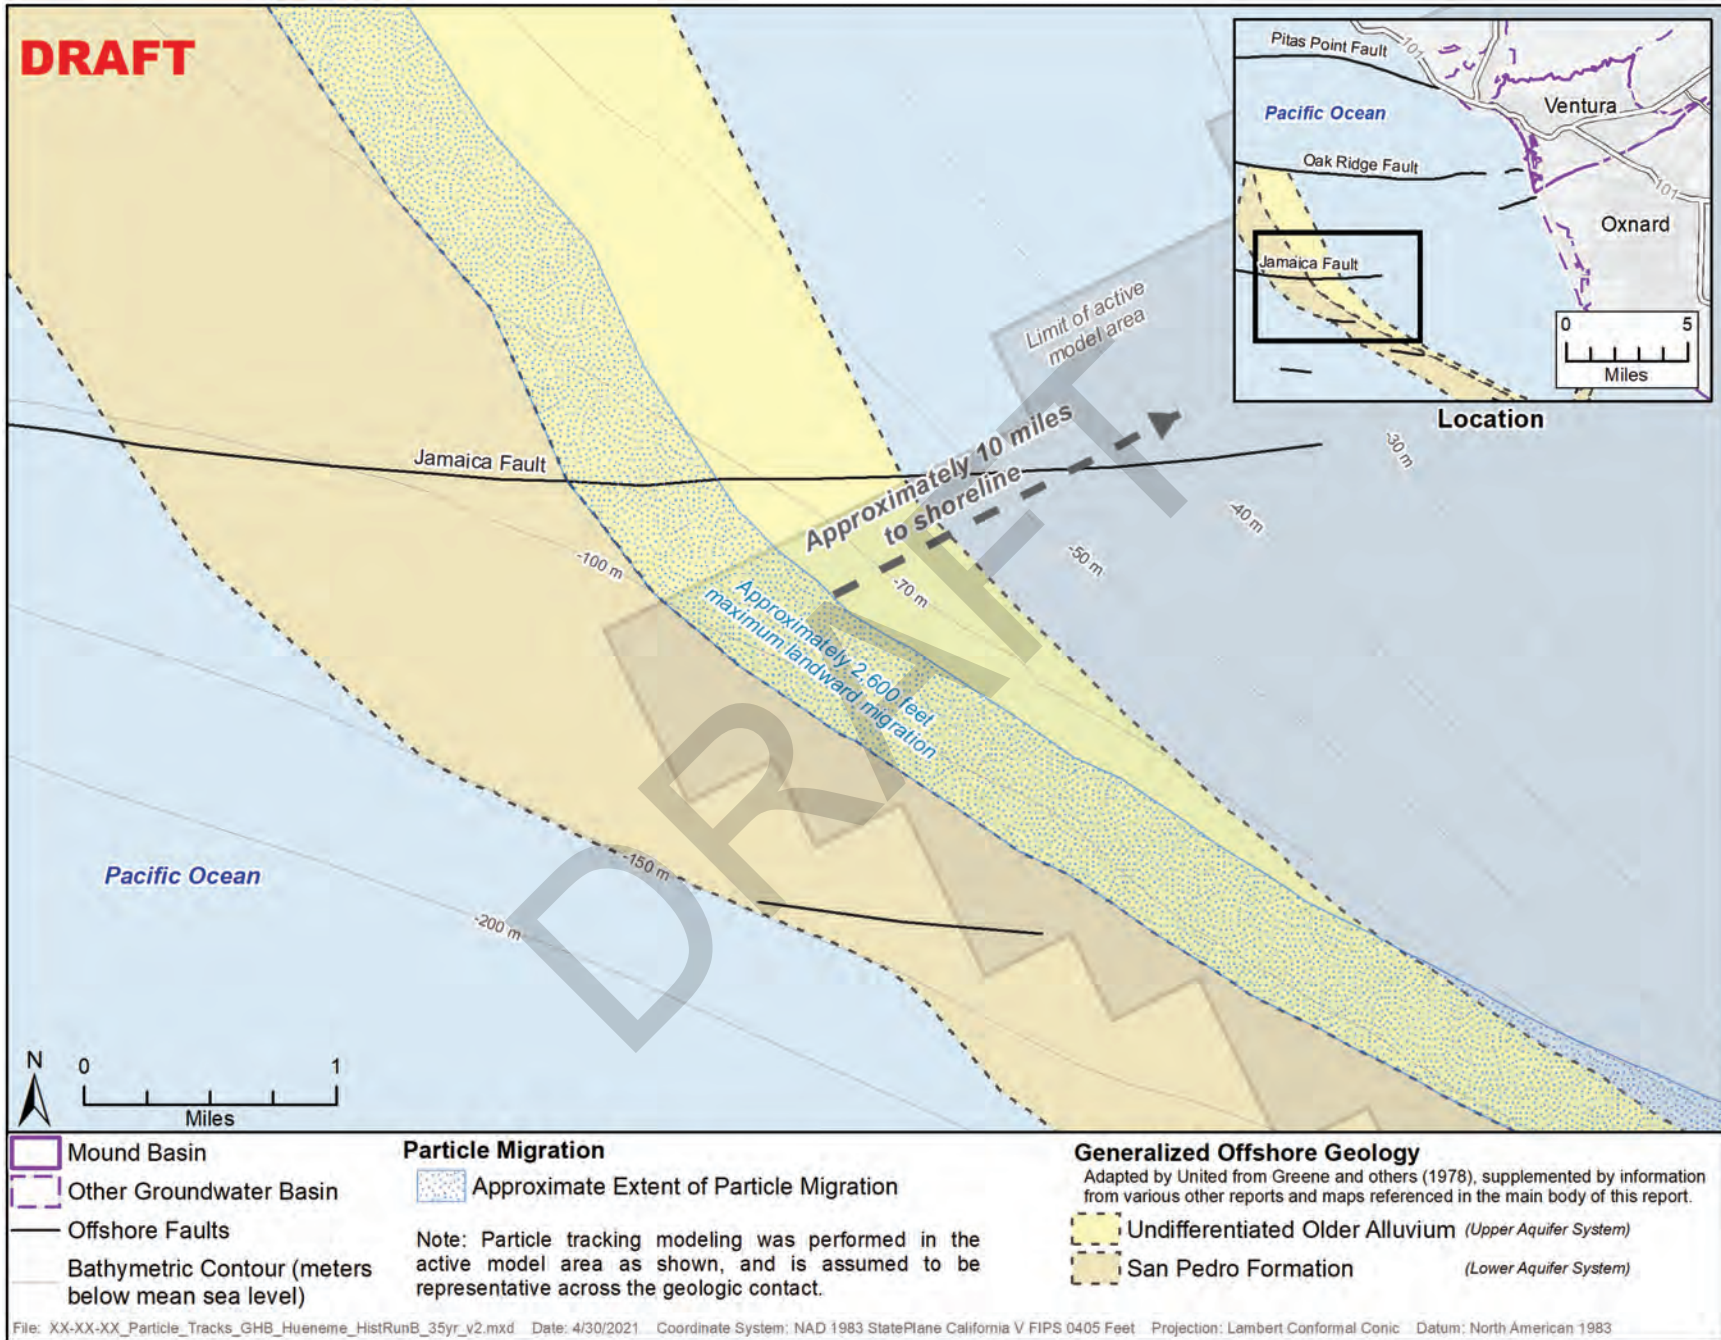 DRAFT
Pitas Point Fault
101
Ventura
Pacific Ocean
Oak Ridge Fault
101
Oxnard
Jamaica Fault
0 5
Miles
Location
Limit of active
model area
Approximately 10 miles
to shoreline
Jamaica Fault
-30 m
-40 m
-50 m
-70 m
-100 m
Approximately 2,600 feet
maximum landward migration
DRAFT
-150 m
-200 m
Pacific Ocean
N
0 1
Miles
Mound Basin
Other Groundwater Basin
Offshore Faults
Bathymetric Contour (meters
below mean sea level)
Particle Migration
Approximate Extent of Particle Migration
Note: Particle tracking modeling was performed in the
active model area as shown, and is assumed to be
representative across the geologic contact.
Generalized Offshore Geology
Adapted by United from Greene and others (1978), supplemented by information
from various other reports and maps referenced in the main body of this report.
Undifferentiated Older Alluvium (Upper Aquifer System)
San Pedro Formation (Lower Aquifer System)
File: XX-XX-XX_Particle_Tracks_GHB_Hueneme_HistRunB_35yr_v2.mxd Date: 4/30/2021 Coordinate System: NAD 1983 StatePlane California V FIPS 0405 Feet Projection: Lambert Conformal Conic Datum: North American 1983